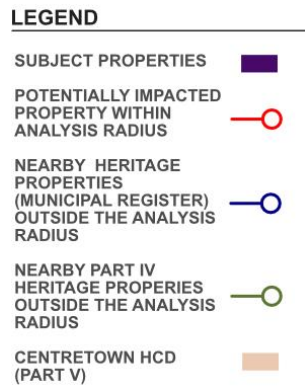 LEGEND
SUBJECT PROPERTIES
POTENTIALLY IMPACTED
PROPERTY WITHIN
ANALYSIS RADIUS
NEARBY HERITAGE
PROPERTIES
(MUNICIPAL REGISTER)
OUTSIDE THE ANALYSIS
RADIUS
NEARBY PART IV
HERITAGE PROPERIES
OUTSIDE THE ANALYSIS
RADIUS
CENTRETOWN HCD
(PART V)